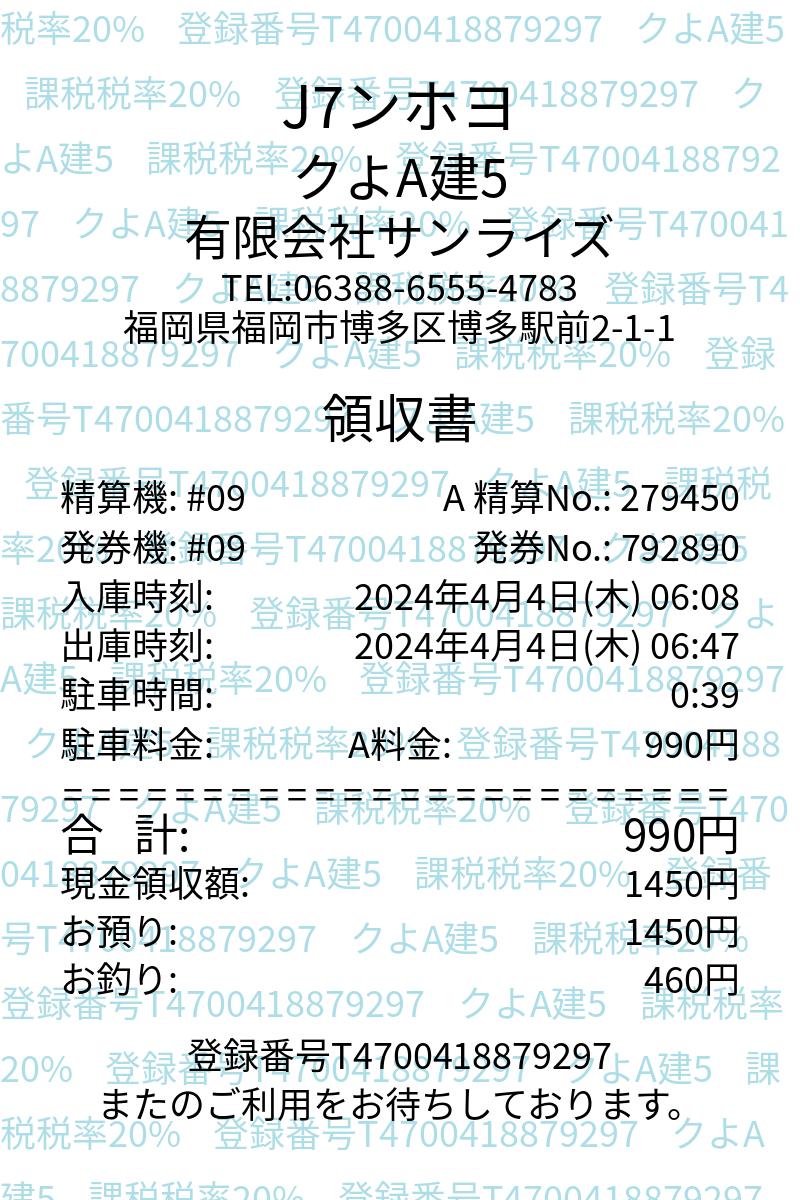 J7ンホヨ
クよA建5
有限会社サンライズ
TEL:06388-6555-4783
福岡県福岡市博多区博多駅前2-1-1
領収書
精算機: #09 A 精算No.: 279450
発券機: #09 発券No.: 792890
入庫時刻: 2024年4月4日(木) 06:08
出庫時刻: 2024年4月4日(木) 06:47
駐車時間: 0:39
駐車料金: A料金: 990円
========================
合 計: 990円
現金領収額: 1450円
お預り: 1450円
お釣り: 460円
登録番号T4700418879297
またのご利用をお待ちしております。